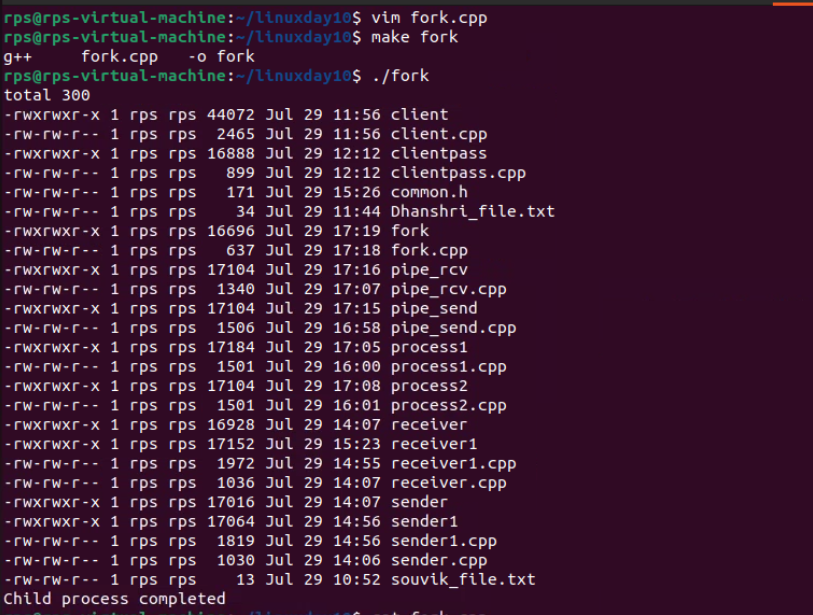 rps@rps-virtual-machine:~/linuxday10$ vim fork.cpp
rps@rps-virtual-machine:~/linuxday10$ make fork
g++     fork.cpp   -o fork
rps@rps-virtual-machine:~/linuxday10$ ./fork
total 300
-rwxrwxr-x 1 rps rps 44072 Jul 29 11:56 client
-rw-rw-r-- 1 rps rps  2465 Jul 29 11:56 client.cpp
-rwxrwxr-x 1 rps rps 16888 Jul 29 12:12 clientpass
-rw-rw-r-- 1 rps rps   899 Jul 29 12:12 clientpass.cpp
-rw-rw-r-- 1 rps rps   171 Jul 29 15:26 common.h
-rw-rw-r-- 1 rps rps    34 Jul 29 11:44 Dhanshri_file.txt
-rwxrwxr-x 1 rps rps 16696 Jul 29 17:19 fork
-rw-rw-r-- 1 rps rps   637 Jul 29 17:18 fork.cpp
-rwxrwxr-x 1 rps rps 17104 Jul 29 17:16 pipe_rcv
-rw-rw-r-- 1 rps rps  1340 Jul 29 17:07 pipe_rcv.cpp
-rwxrwxr-x 1 rps rps 17104 Jul 29 17:15 pipe_send
-rw-rw-r-- 1 rps rps  1506 Jul 29 16:58 pipe_send.cpp
-rwxrwxr-x 1 rps rps 17184 Jul 29 17:05 process1
-rw-rw-r-- 1 rps rps  1501 Jul 29 16:00 process1.cpp
-rwxrwxr-x 1 rps rps 17104 Jul 29 17:08 process2
-rw-rw-r-- 1 rps rps  1501 Jul 29 16:01 process2.cpp
-rwxrwxr-x 1 rps rps 16928 Jul 29 14:07 receiver
-rwxrwxr-x 1 rps rps 17152 Jul 29 15:23 receiver1
-rw-rw-r-- 1 rps rps  1972 Jul 29 14:55 receiver1.cpp
-rw-rw-r-- 1 rps rps  1036 Jul 29 14:07 receiver.cpp
-rwxrwxr-x 1 rps rps 17016 Jul 29 14:07 sender
-rwxrwxr-x 1 rps rps 17064 Jul 29 14:56 sender1
-rw-rw-r-- 1 rps rps  1819 Jul 29 14:56 sender1.cpp
-rw-rw-r-- 1 rps rps  1030 Jul 29 14:06 sender.cpp
-rw-rw-r-- 1 rps rps    13 Jul 29 10:52 souvik_file.txt
Child process completed